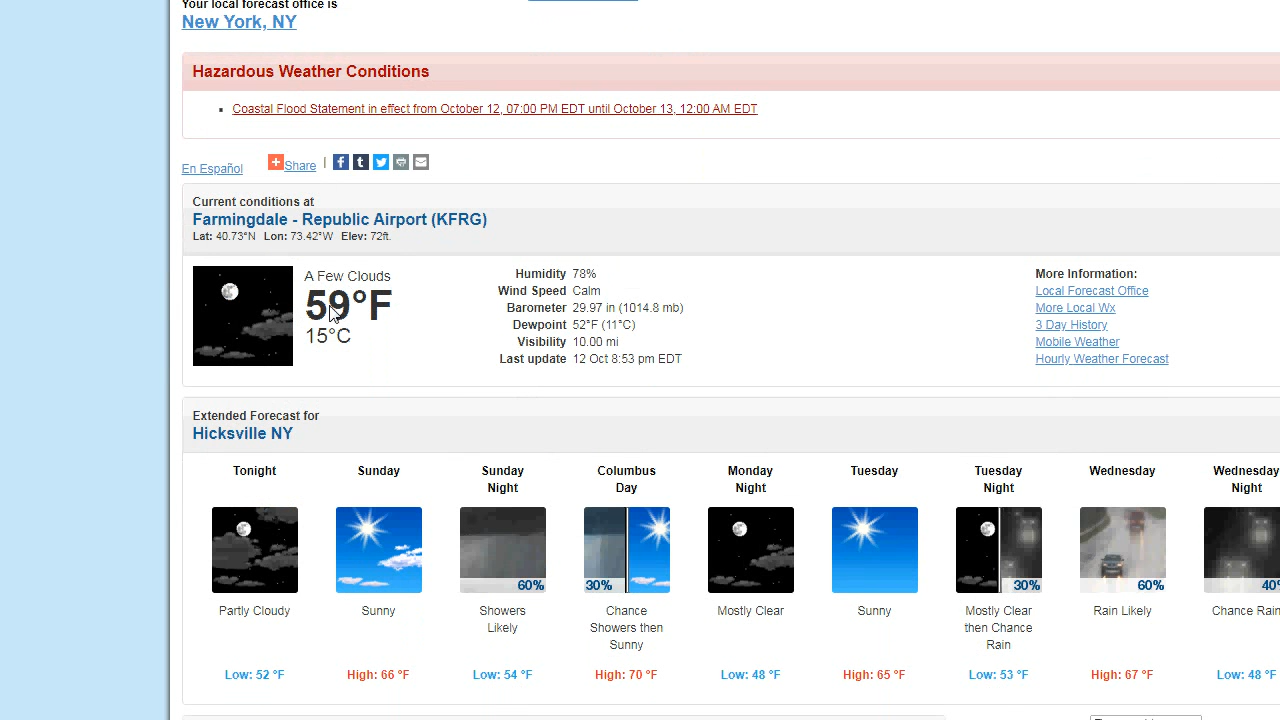 Your local forecast office is
New York, NY
Hazardous Weather Conditions
Coastal Flood Statement in effect from October 12, 07:00 PM EDT until October 13, 12:00 AM EDT
En Español Share |
Current conditions at
Farmingdale - Republic Airport (KFRG)
Lat: 40.73°N Lon: 73.42°W Elev: 72ft.
A Few Clouds
59°F
15°C
Humidity 78%
Wind Speed Calm
Barometer 29.97 in (1014.8 mb)
Dewpoint 52°F (11°C)
Visibility 10.00 mi
Last update 12 Oct 8:53 pm EDT
More Information:
Local Forecast Office
More Local Wx
3 Day History
Mobile Weather
Hourly Weather Forecast
Extended Forecast for
Hicksville NY
Tonight
Partly Cloudy
Low: 52 °F
Sunday
Sunny
High: 66 °F
Sunday
Night
60%
Showers
Likely
Low: 54 °F
Columbus
Day
30%
Chance
Showers then
Sunny
High: 70 °F
Monday
Night
Mostly Clear
Low: 48 °F
Tuesday
Sunny
High: 65 °F
Tuesday
Night
30%
Mostly Clear
then Chance
Rain
Low: 53 °F
Wednesday
60%
Rain Likely
High: 67 °F
Wednesday
Night
40%
Chance Rain
Low: 48 °F